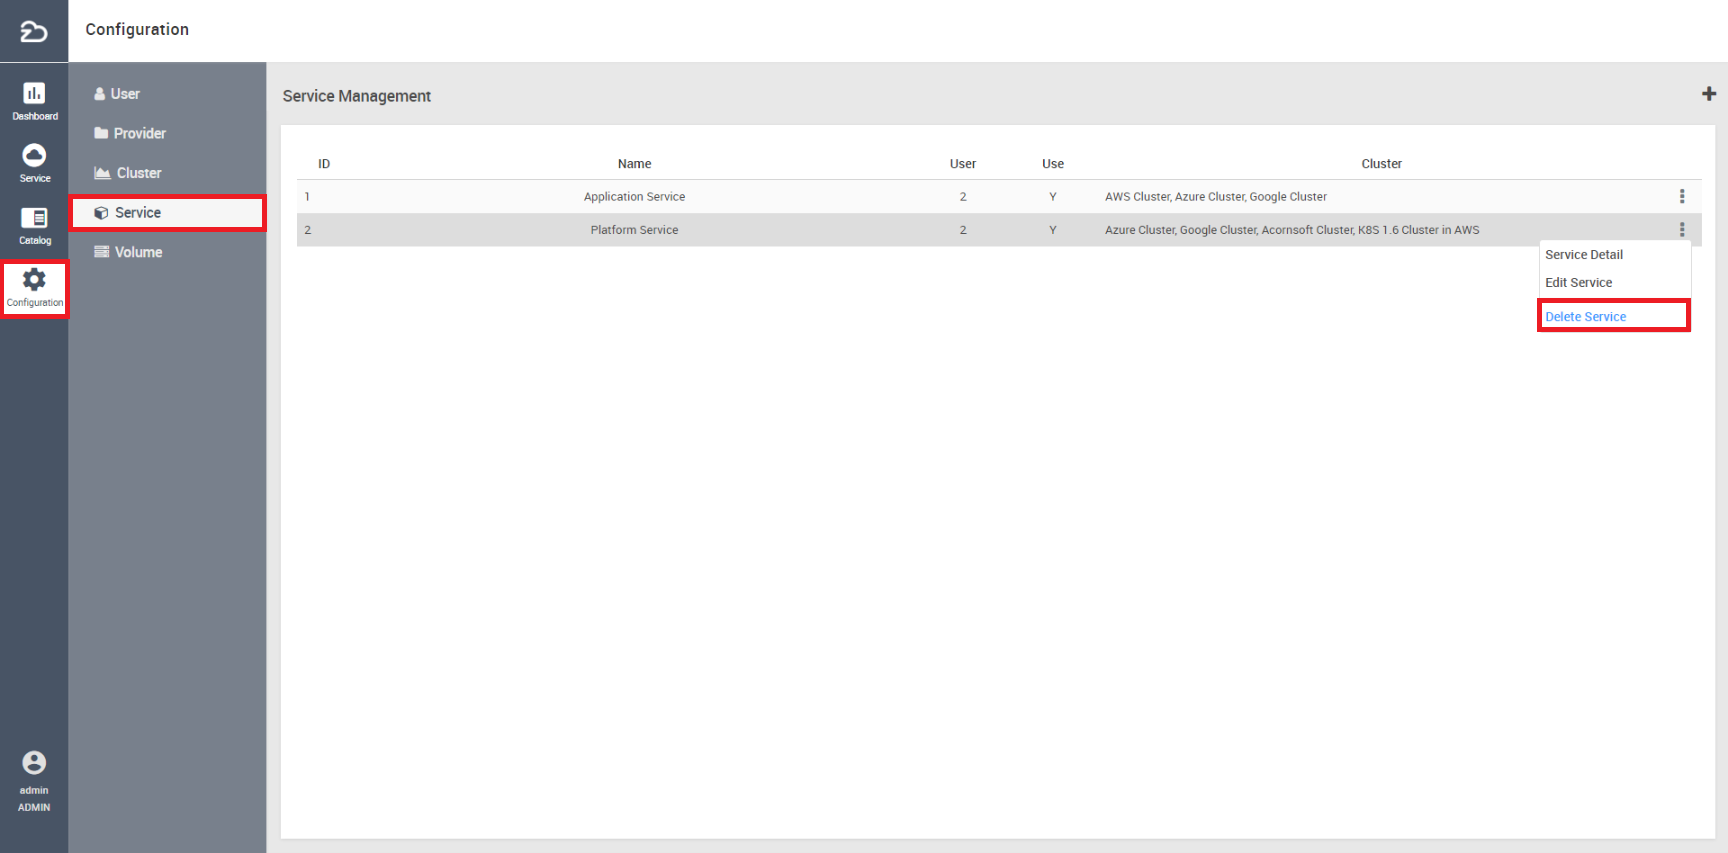 Configuration
Dashboard
Service
Catalog
Configuration
admin
ADMIN
User
Provider
Cluster
Service
Volume
Service Management
ID Name User Use Cluster
1 Application Service 2 Y AWS Cluster, Azure Cluster, Google Cluster
2 Platform Service 2 Y Azure Cluster, Google Cluster, Acornsoft Cluster, K8S 1.6 Cluster in AWS
Service Detail
Edit Service
Delete Service